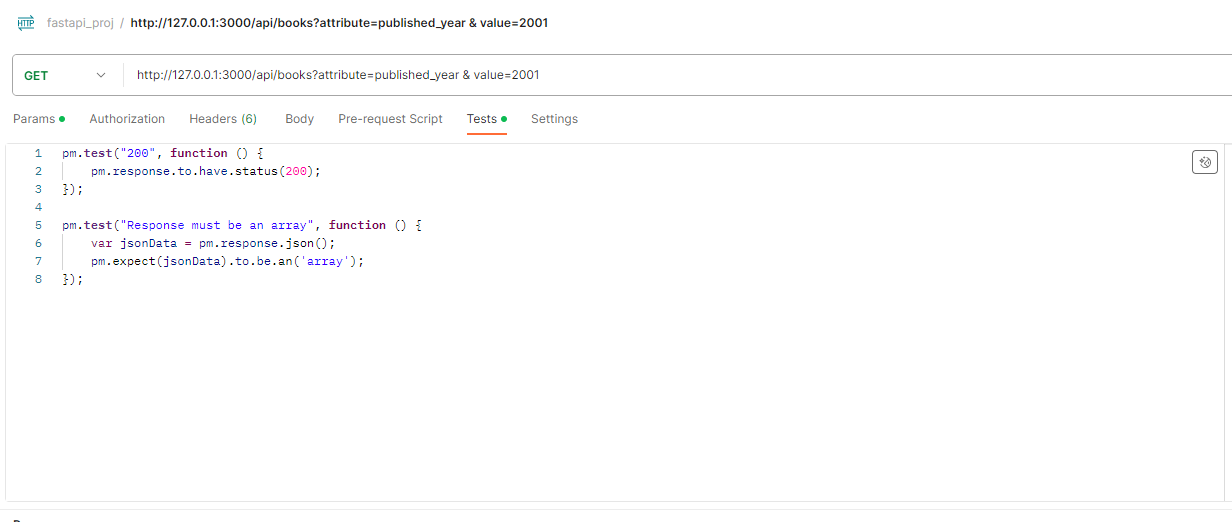 HTTP fastapi_proj / http://127.0.0.1:3000/api/books?attribute=published_year & value=2001
GET http://127.0.0.1:3000/api/books?attribute=published_year & value=2001
Params Authorization Headers (6) Body Pre-request Script Tests Settings
1 pm.test("200", function () {
2 pm.response.to.have.status(200);
3 });
4
5 pm.test("Response must be an array", function () {
6 var jsonData = pm.response.json();
7 pm.expect(jsonData).to.be.an('array');
8 });